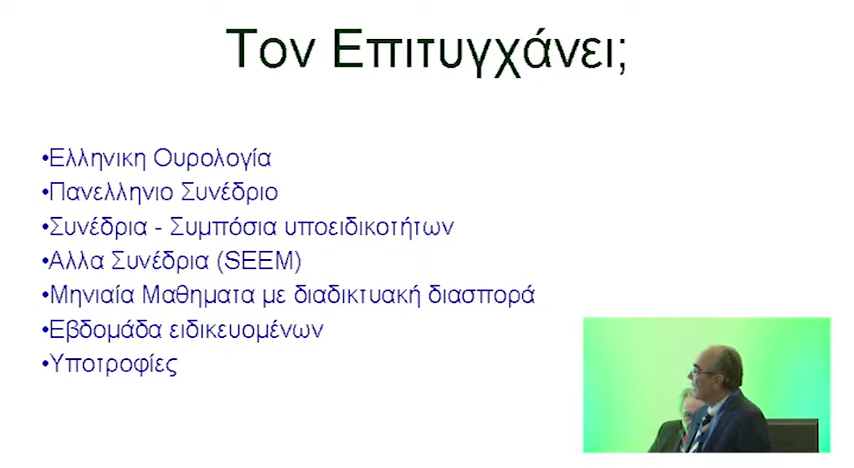 Τον Επιτυγχάνει;
•Ελληνικη Ουρολογία
•Πανελληνιο Συνέδριο
•Συνέδρια - Συμπόσια υποειδικοτήτων
•Αλλα Συνέδρια (SEEM)
•Μηνιαία Μαθηματα με διαδικτυακή διασπορά
•Εβδομάδα ειδικευομένων
•Υποτροφίες